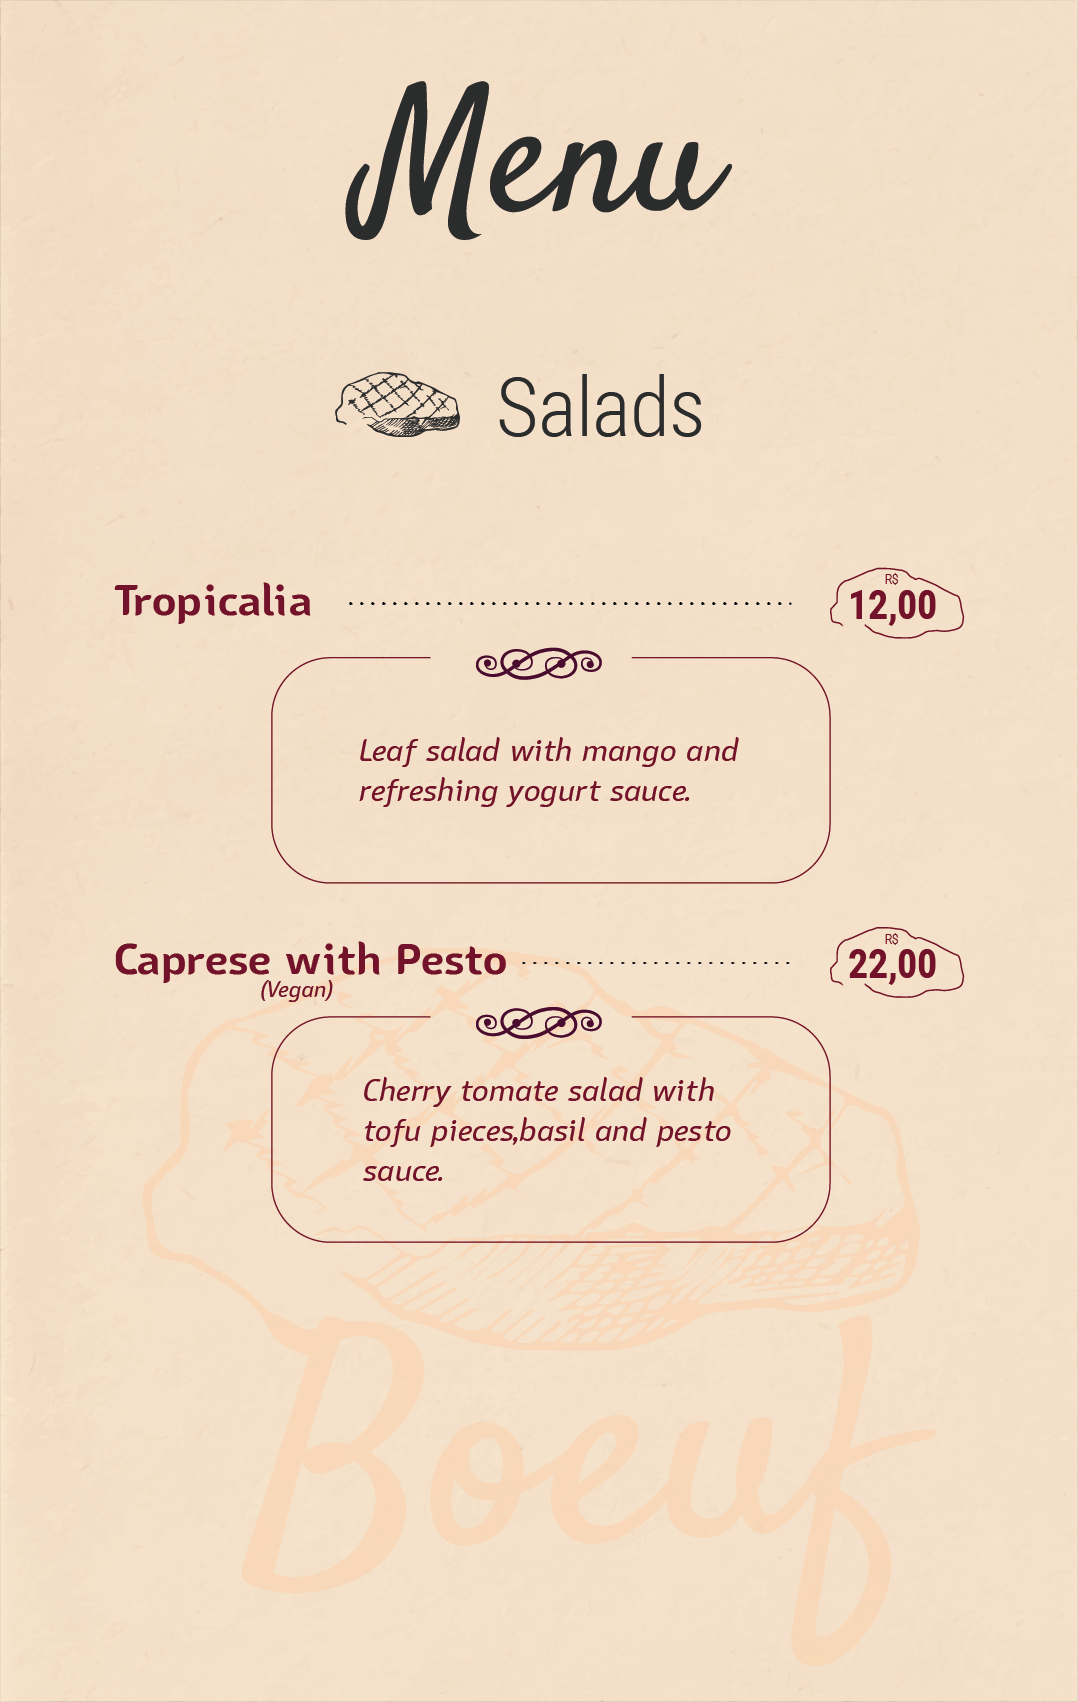 Menu
Salads
Tropicalia ......................................... R$ 12,00
Leaf salad with mango and
refreshing yogurt sauce.
Caprese with Pesto ......................... R$ 22,00
(Vegan)
Cherry tomate salad with
tofu pieces,basil and pesto
sauce.
Boeuf